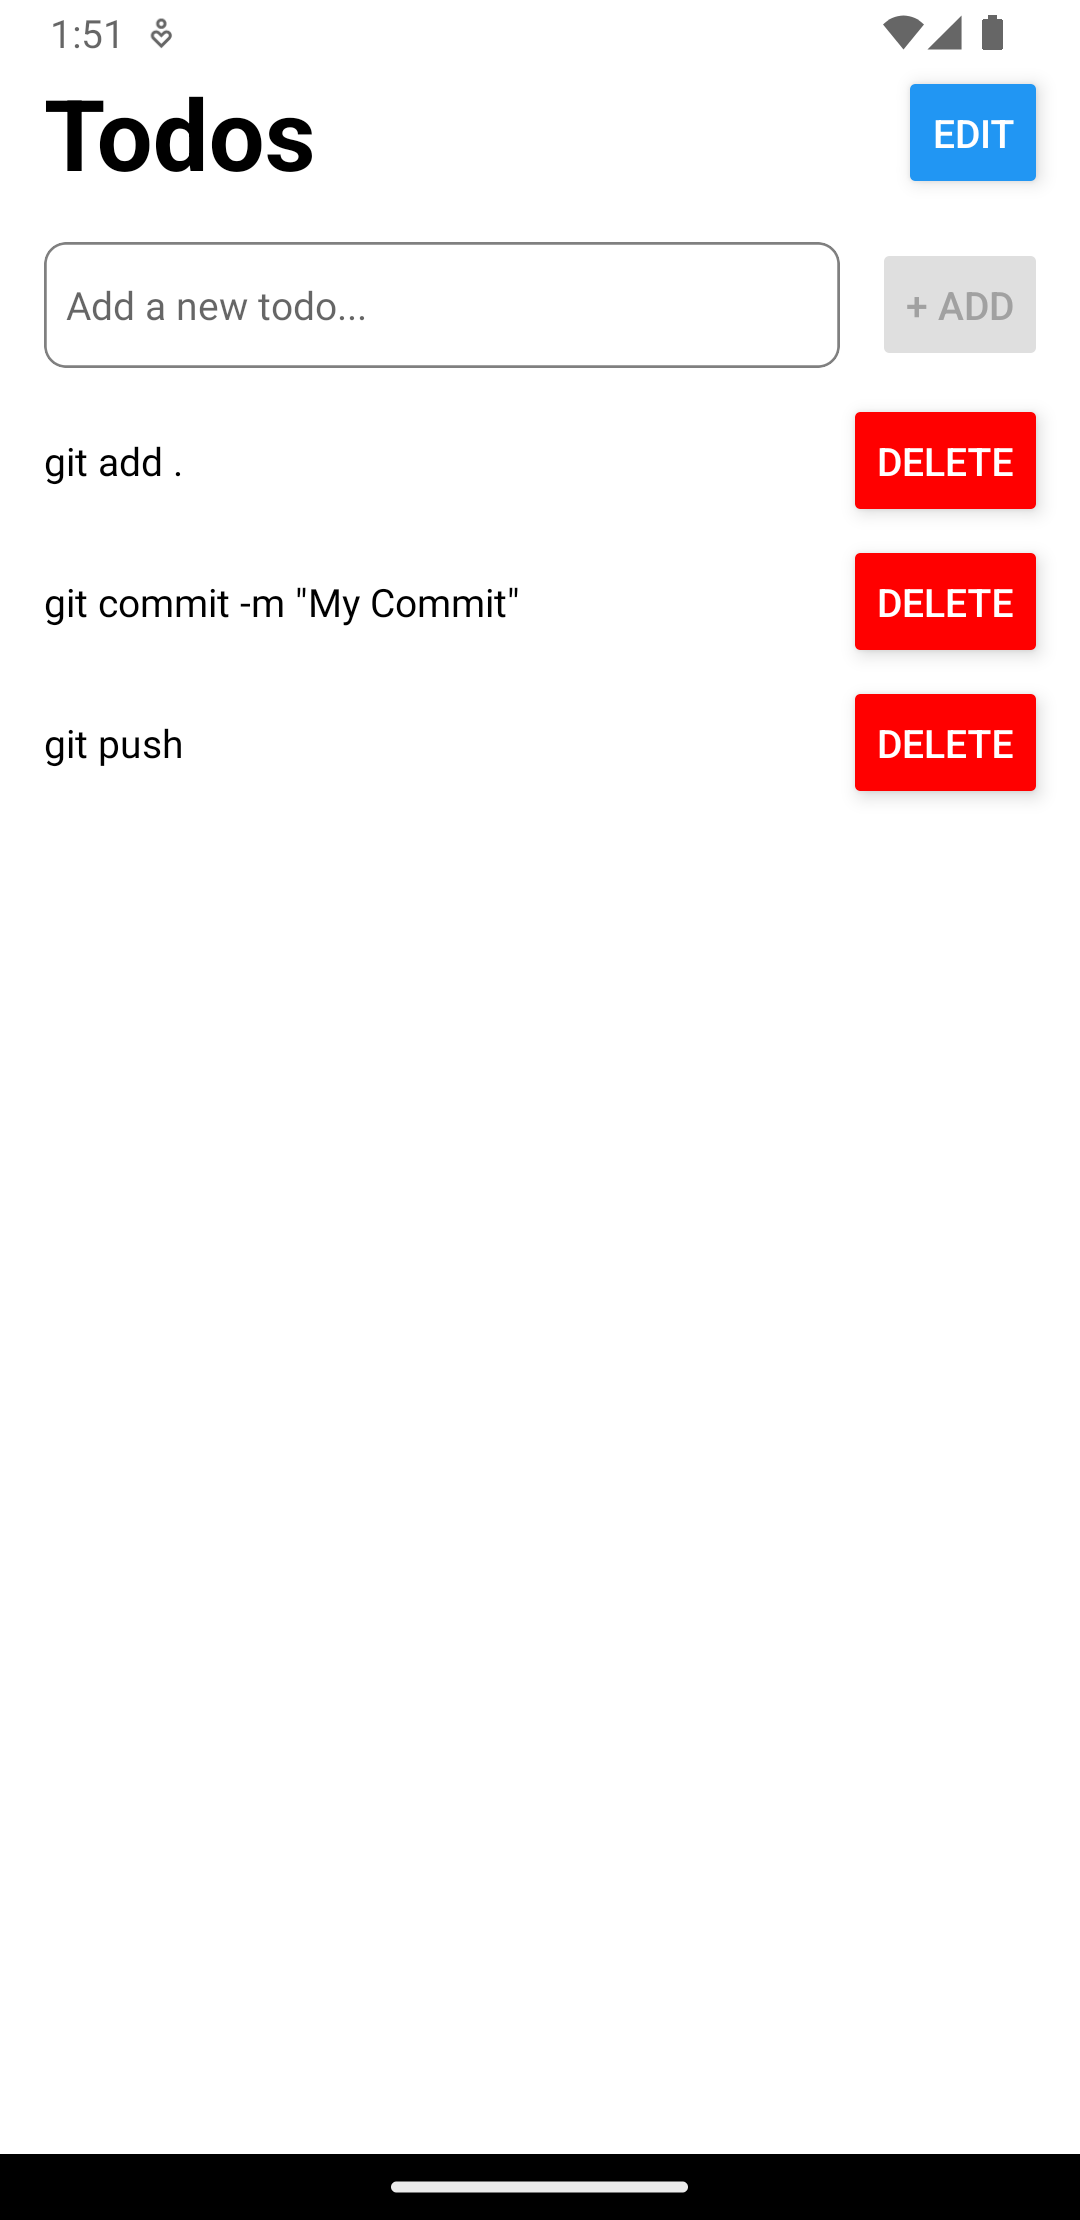 1:51
Todos
EDIT
Add a new todo...
+ ADD
git add .
DELETE
git commit -m "My Commit"
DELETE
git push
DELETE